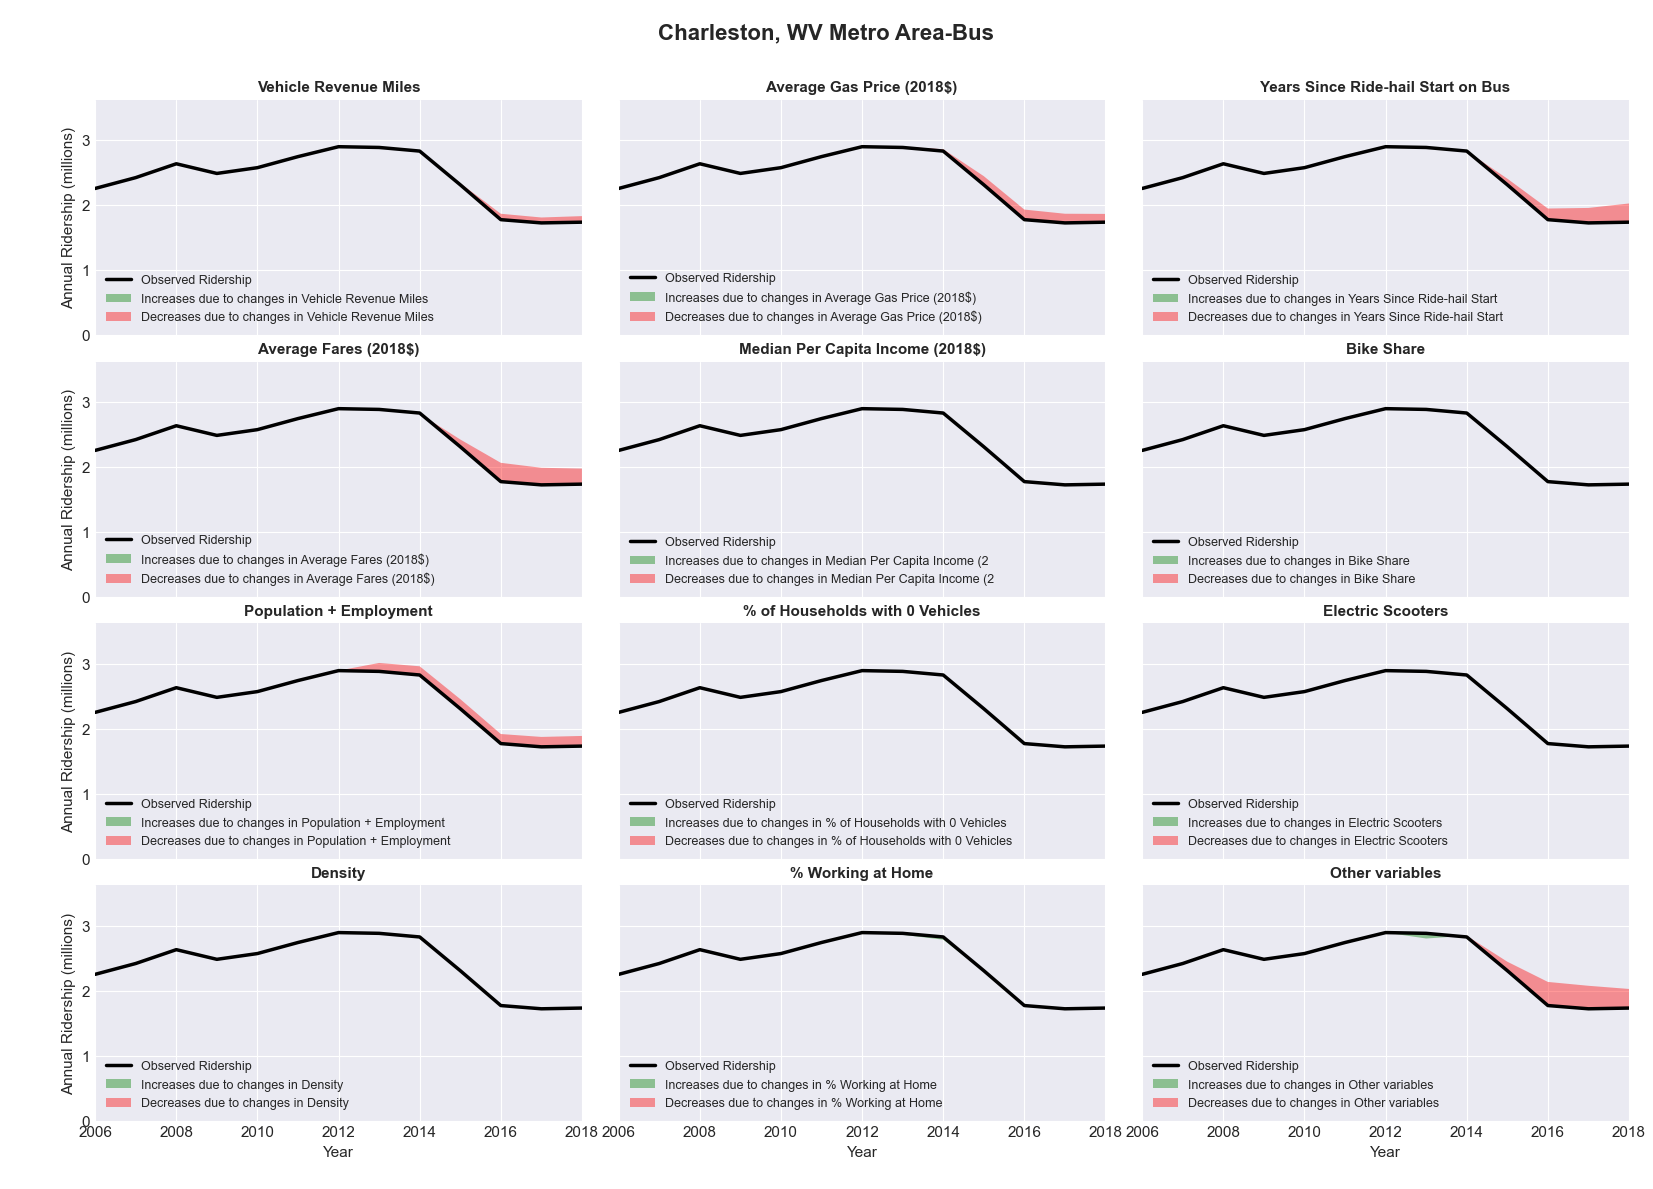 Charleston, WV Metro Area-Bus
Vehicle Revenue Miles
Annual Ridership (millions)
3
2
1
0
Observed Ridership
Increases due to changes in Vehicle Revenue Miles
Decreases due to changes in Vehicle Revenue Miles
Average Gas Price (2018$)
Observed Ridership
Increases due to changes in Average Gas Price (2018$)
Decreases due to changes in Average Gas Price (2018$)
Years Since Ride-hail Start on Bus
Observed Ridership
Increases due to changes in Years Since Ride-hail Start
Decreases due to changes in Years Since Ride-hail Start
Average Fares (2018$)
Annual Ridership (millions)
3
2
1
0
Observed Ridership
Increases due to changes in Average Fares (2018$)
Decreases due to changes in Average Fares (2018$)
Median Per Capita Income (2018$)
Observed Ridership
Increases due to changes in Median Per Capita Income (2
Decreases due to changes in Median Per Capita Income (2
Bike Share
Observed Ridership
Increases due to changes in Bike Share
Decreases due to changes in Bike Share
Population + Employment
Annual Ridership (millions)
3
2
1
0
Observed Ridership
Increases due to changes in Population + Employment
Decreases due to changes in Population + Employment
% of Households with 0 Vehicles
Observed Ridership
Increases due to changes in % of Households with 0 Vehicles
Decreases due to changes in % of Households with 0 Vehicles
Electric Scooters
Observed Ridership
Increases due to changes in Electric Scooters
Decreases due to changes in Electric Scooters
Density
Annual Ridership (millions)
3
2
1
0
Observed Ridership
Increases due to changes in Density
Decreases due to changes in Density
2006 2008 2010 2012 2014 2016 2018
Year
% Working at Home
Observed Ridership
Increases due to changes in % Working at Home
Decreases due to changes in % Working at Home
2006 2008 2010 2012 2014 2016 2018
Year
Other variables
Observed Ridership
Increases due to changes in Other variables
Decreases due to changes in Other variables
2006 2008 2010 2012 2014 2016 2018
Year